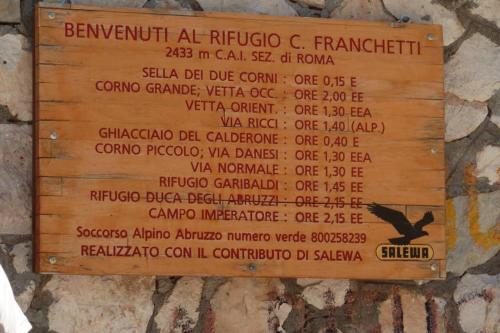 BENVENUTI AL RIFUGIO C. FRANCHETTI
2433 m C.A.I. SEZ. di ROMA
SELLA DEI DUE CORNI : ORE 0,15 E
CORNO GRANDE; VETTA OCC. : ORE 2,00 EE
VETTA ORIENT. : ORE 1,30 EEA
VIA RICCI : ORE 1,40 (ALP.)
GHIACCIAIO DEL CALDERONE : ORE 0,40 E
CORNO PICCOLO; VIA DANESI : ORE 1,30 EEA
VIA NORMALE : ORE 1,30 EE
RIFUGIO GARIBALDI : ORE 1,45 EE
RIFUGIO DUCA DEGLI ABRUZZI : ORE 2,15 EE
CAMPO IMPERATORE : ORE 2,15 EE
Soccorso Alpino Abruzzo numero verde 800258239
REALIZZATO CON IL CONTRIBUTO DI SALEWA
SALEWA